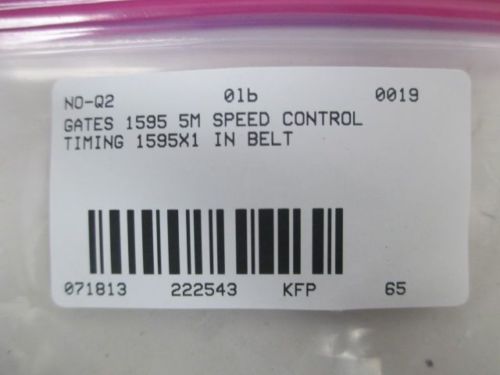 NO-Q2 01b 0019
GATES 1595 5M SPEED CONTROL
TIMING 1595X1 IN BELT
071813 222543 KFP 65